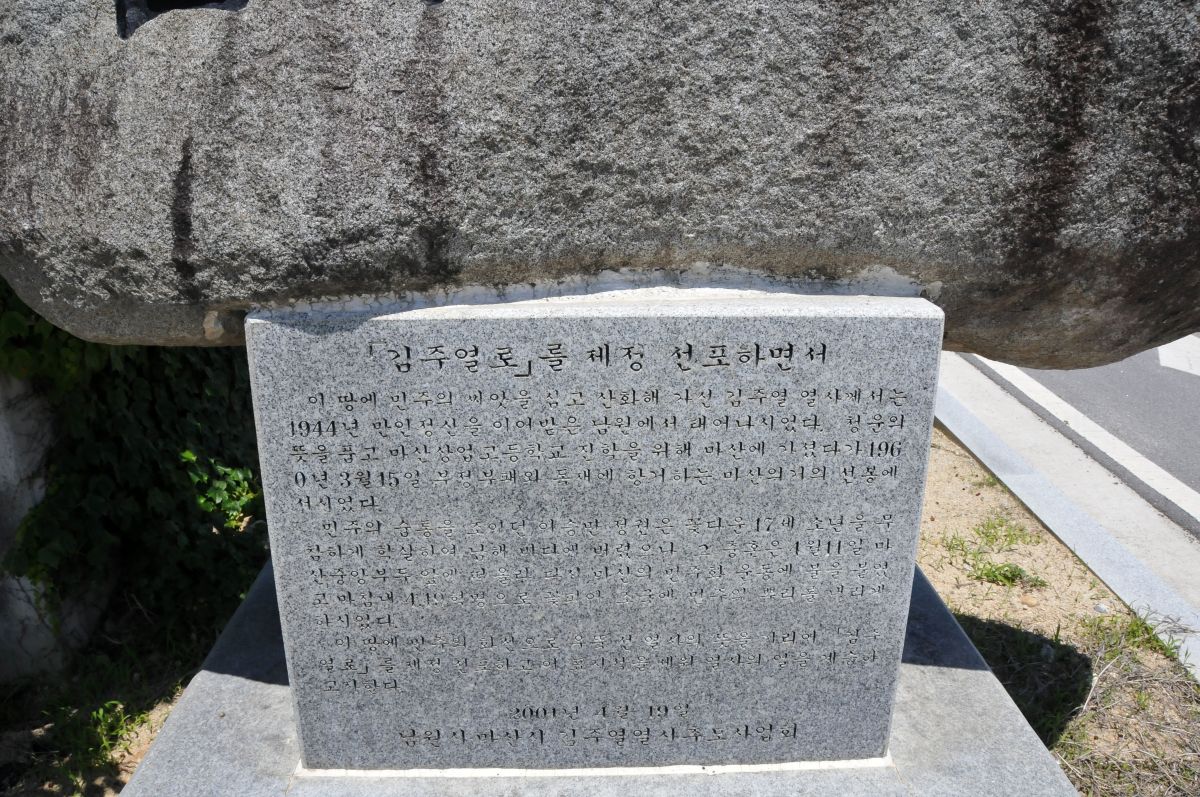 「김주열로」를 제정 선포하면서
이 땅에 민주의 씨앗을 심고 산화해 가신 김주열 열사께서는
1944년 만인정신을 이어받은 남원에서 태어나시었다. 청운의
뜻을 품고 마산상업고등학교 진학을 위해 마산에 가셨다가 196
0년 3월 15일 부정부패와 독재에 항거하는 마산의거의 선봉에
서시었다.
민주의 숨통을 조이던 이승만 정권은 꽃다운 17세 소년을 무
참하게 학살하여 남해 바다에 버렸으나 그 충혼은 4월 11일 마
산중앙부두 앞에 떠올라 다시 마산의 민주화 운동에 불을 붙였
고 마침내 4.19혁명으로 꽃피어 조국에 민주의 뿌리를 내리게
하시었다.
이 땅에 민주의 화신으로 우뚝 선 열사의 뜻을 기리어 「김주
열로」를 제정 선포하고 이 표지석을 세워 열사의 얼을 계승하
고자한다.
2001년 4월 19일
남원시 마산시 김주열열사추모사업회